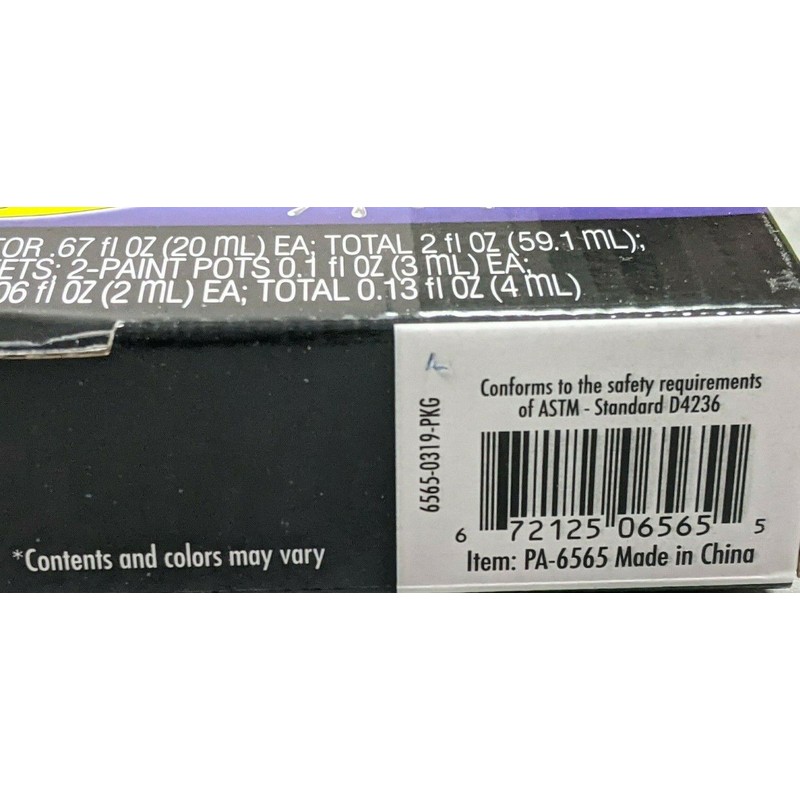 TOR .67 fl OZ (20 mL) EA; TOTAL 2 fl OZ (59.1 mL);
ETS: 2-PAINT POTS 0.1 fl OZ (3 mL) EA;
06 fl OZ (2 mL) EA; TOTAL 0.13 fl OZ (4 mL)
6565-0319-PKG
Conforms to the safety requirements
of ASTM - Standard D4236
6 72125 06565 5
Item: PA-6565 Made in China
*Contents and colors may vary